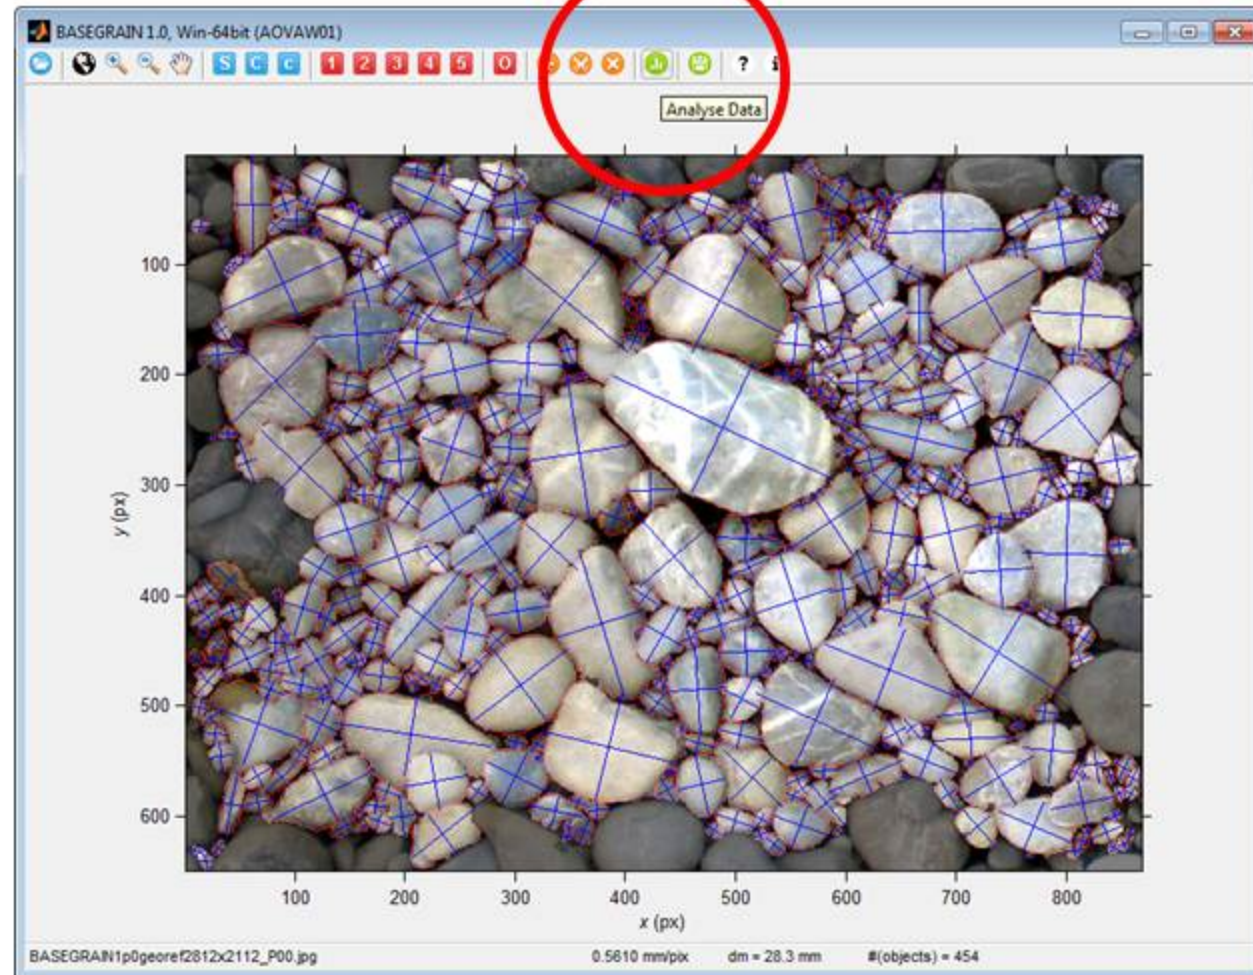 BASEGRAIN 1.0, Win-64bit (AOVAW01)
S C c 1 2 3 4 5 O ? i
Analyse Data
100
200
300
400
500
600
y (px)
100 200 300 400 500 600 700 800
x (px)
BASEGRAIN1p0georef2812x2112_P00.jpg 0.5610 mm/pix dm = 28.3 mm #(objects) = 454